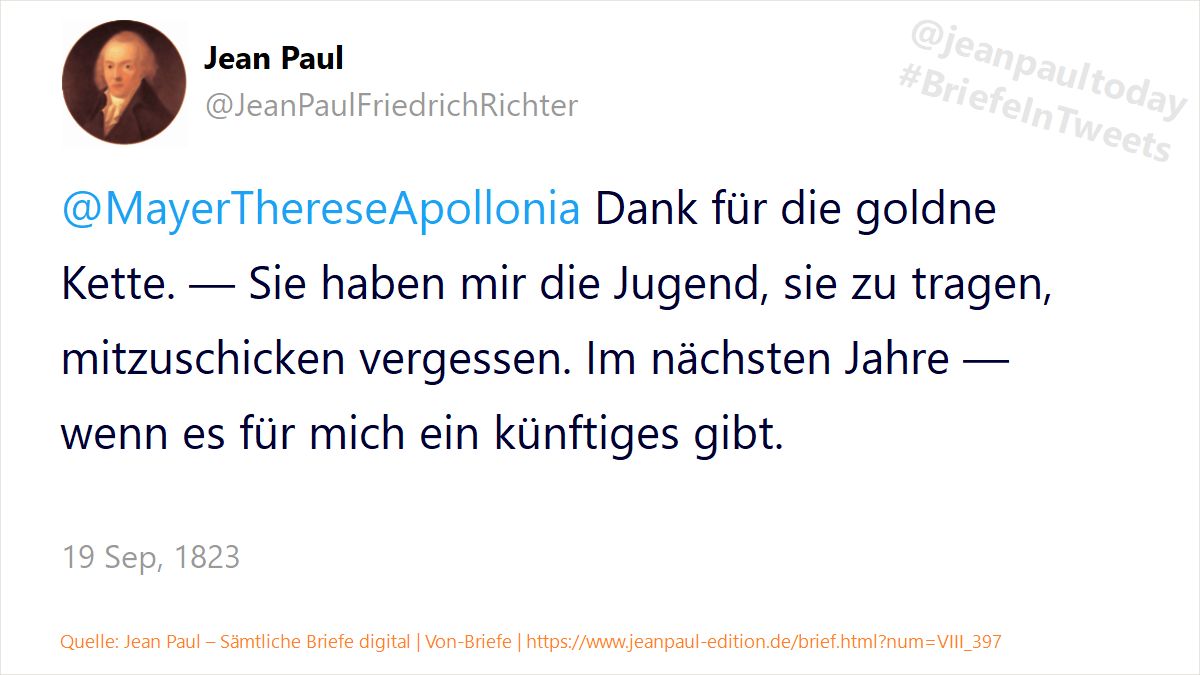 Jean Paul
@JeanPaulFriedrichRichter
@jeanpaultoday
#BriefeInTweets
@MayerThereseApollonia Dank für die goldne
Kette. — Sie haben mir die Jugend, sie zu tragen,
mitzuschicken vergessen. Im nächsten Jahre —
wenn es für mich ein künftiges gibt.
19 Sep, 1823
Quelle: Jean Paul – Sämtliche Briefe digital | Von-Briefe | https://www.jeanpaul-edition.de/brief.html?num=VIII_397